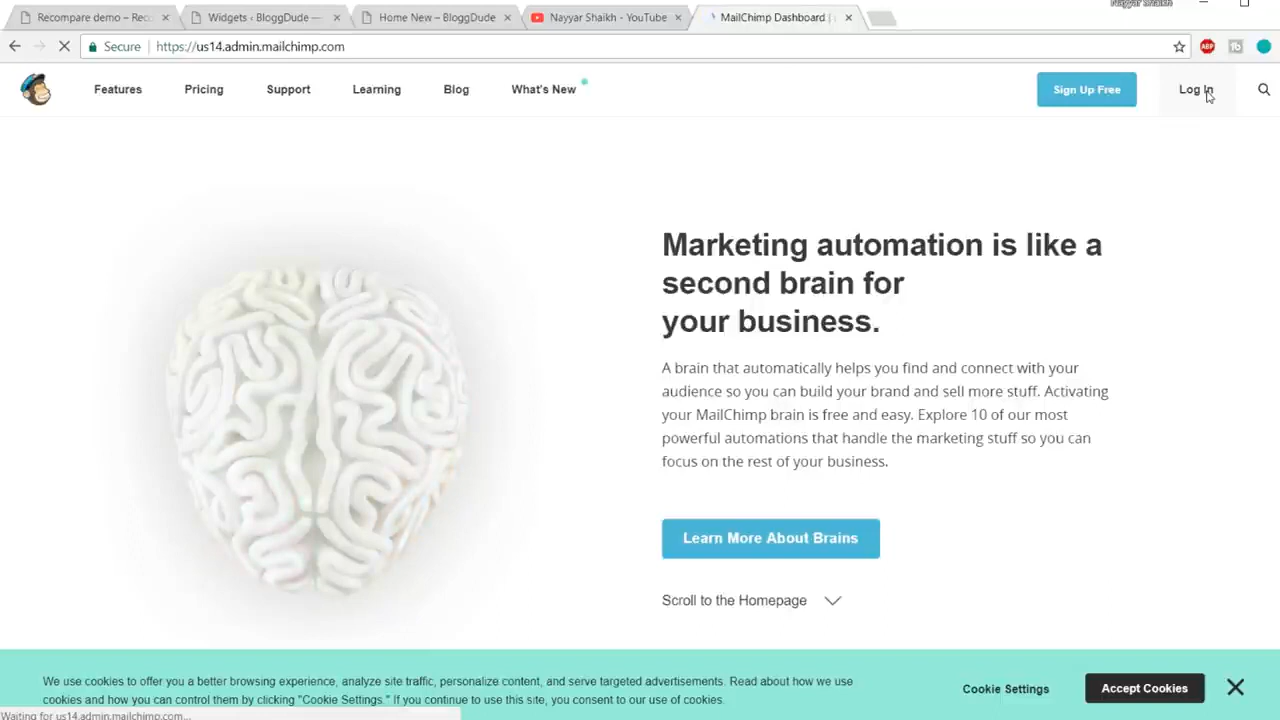 Nayyar Shaikh
Recompare demo – Reco
Widgets ‹ BloggDude —
Home New – BloggDude
Nayyar Shaikh - YouTube
MailChimp Dashboard |
Secure https://us14.admin.mailchimp.com
ABP
Features Pricing Support Learning Blog What's New Sign Up Free Log In
Marketing automation is like a
second brain for
your business.
A brain that automatically helps you find and connect with your
audience so you can build your brand and sell more stuff. Activating
your MailChimp brain is free and easy. Explore 10 of our most
powerful automations that handle the marketing stuff so you can
focus on the rest of your business.
Learn More About Brains
Scroll to the Homepage
We use cookies to offer you a better browsing experience, analyze site traffic, personalize content, and serve targeted advertisements. Read about how we use
cookies and how you can control them by clicking "Cookie Settings." If you continue to use this site, you consent to our use of cookies.
Cookie Settings
Accept Cookies
Waiting for us14.admin.mailchimp.com...